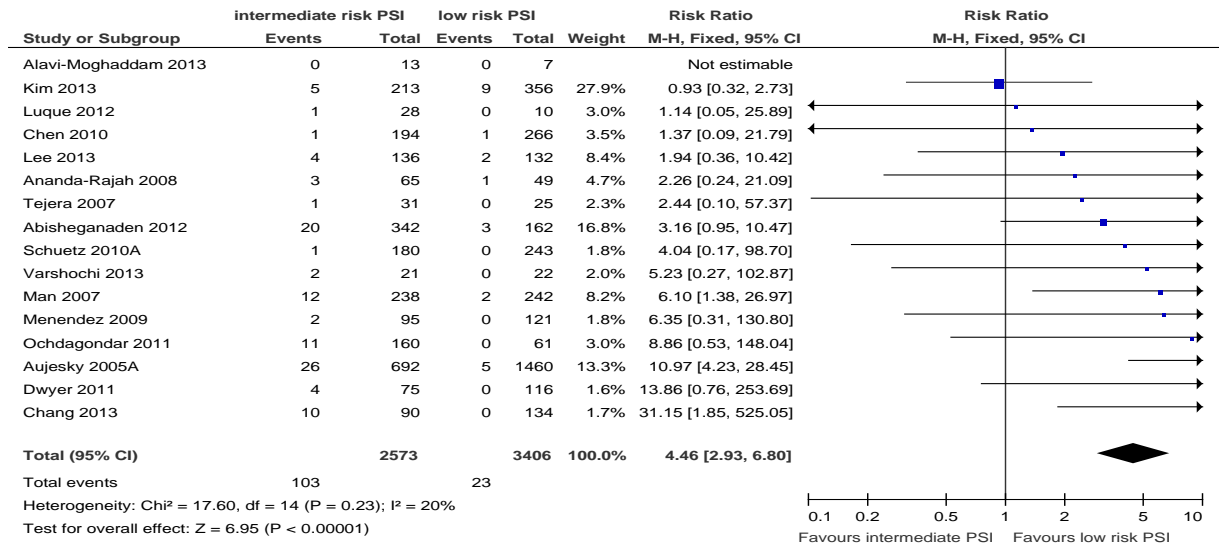 intermediate risk PSI low risk PSI Risk Ratio Risk Ratio
Study or Subgroup Events Total Events Total Weight M-H, Fixed, 95% CI M-H, Fixed, 95% CI
Alavi-Moghaddam 2013 0 13 0 7 Not estimable
Kim 2013 5 213 9 356 27.9% 0.93 [0.32, 2.73]
Luque 2012 1 28 0 10 3.0% 1.14 [0.05, 25.89]
Chen 2010 1 194 1 266 3.5% 1.37 [0.09, 21.79]
Lee 2013 4 136 2 132 8.4% 1.94 [0.36, 10.42]
Ananda-Rajah 2008 3 65 1 49 4.7% 2.26 [0.24, 21.09]
Tejera 2007 1 31 0 25 2.3% 2.44 [0.10, 57.37]
Abisheganaden 2012 20 342 3 162 16.8% 3.16 [0.95, 10.47]
Schuetz 2010A 1 180 0 243 1.8% 4.04 [0.17, 98.70]
Varshochi 2013 2 21 0 22 2.0% 5.23 [0.27, 102.87]
Man 2007 12 238 2 242 8.2% 6.10 [1.38, 26.97]
Menendez 2009 2 95 0 121 1.8% 6.35 [0.31, 130.80]
Ochdagondar 2011 11 160 0 61 3.0% 8.86 [0.53, 148.04]
Aujesky 2005A 26 692 5 1460 13.3% 10.97 [4.23, 28.45]
Dwyer 2011 4 75 0 116 1.6% 13.86 [0.76, 253.69]
Chang 2013 10 90 0 134 1.7% 31.15 [1.85, 525.05]
Total (95% CI) 2573 3406 100.0% 4.46 [2.93, 6.80]
Total events 103 23
Heterogeneity: Chi² = 17.60, df = 14 (P = 0.23); I² = 20%
Test for overall effect: Z = 6.95 (P < 0.00001)
0.1 0.2 0.5 1 2 5 10
Favours intermediate PSI Favours low risk PSI